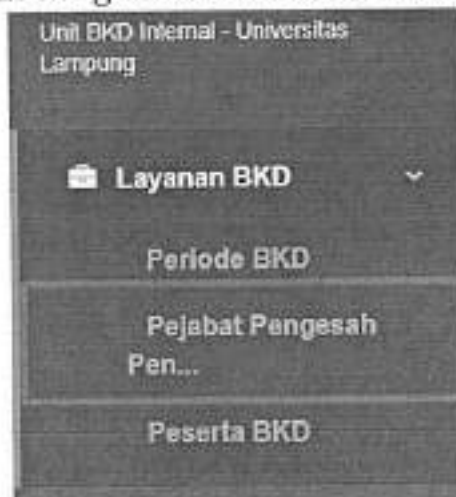 Unit BKD Internal - Universitas
Lampung
Layanan BKD
Periode BKD
Pejabat Pengesah
Pen...
Peserta BKD